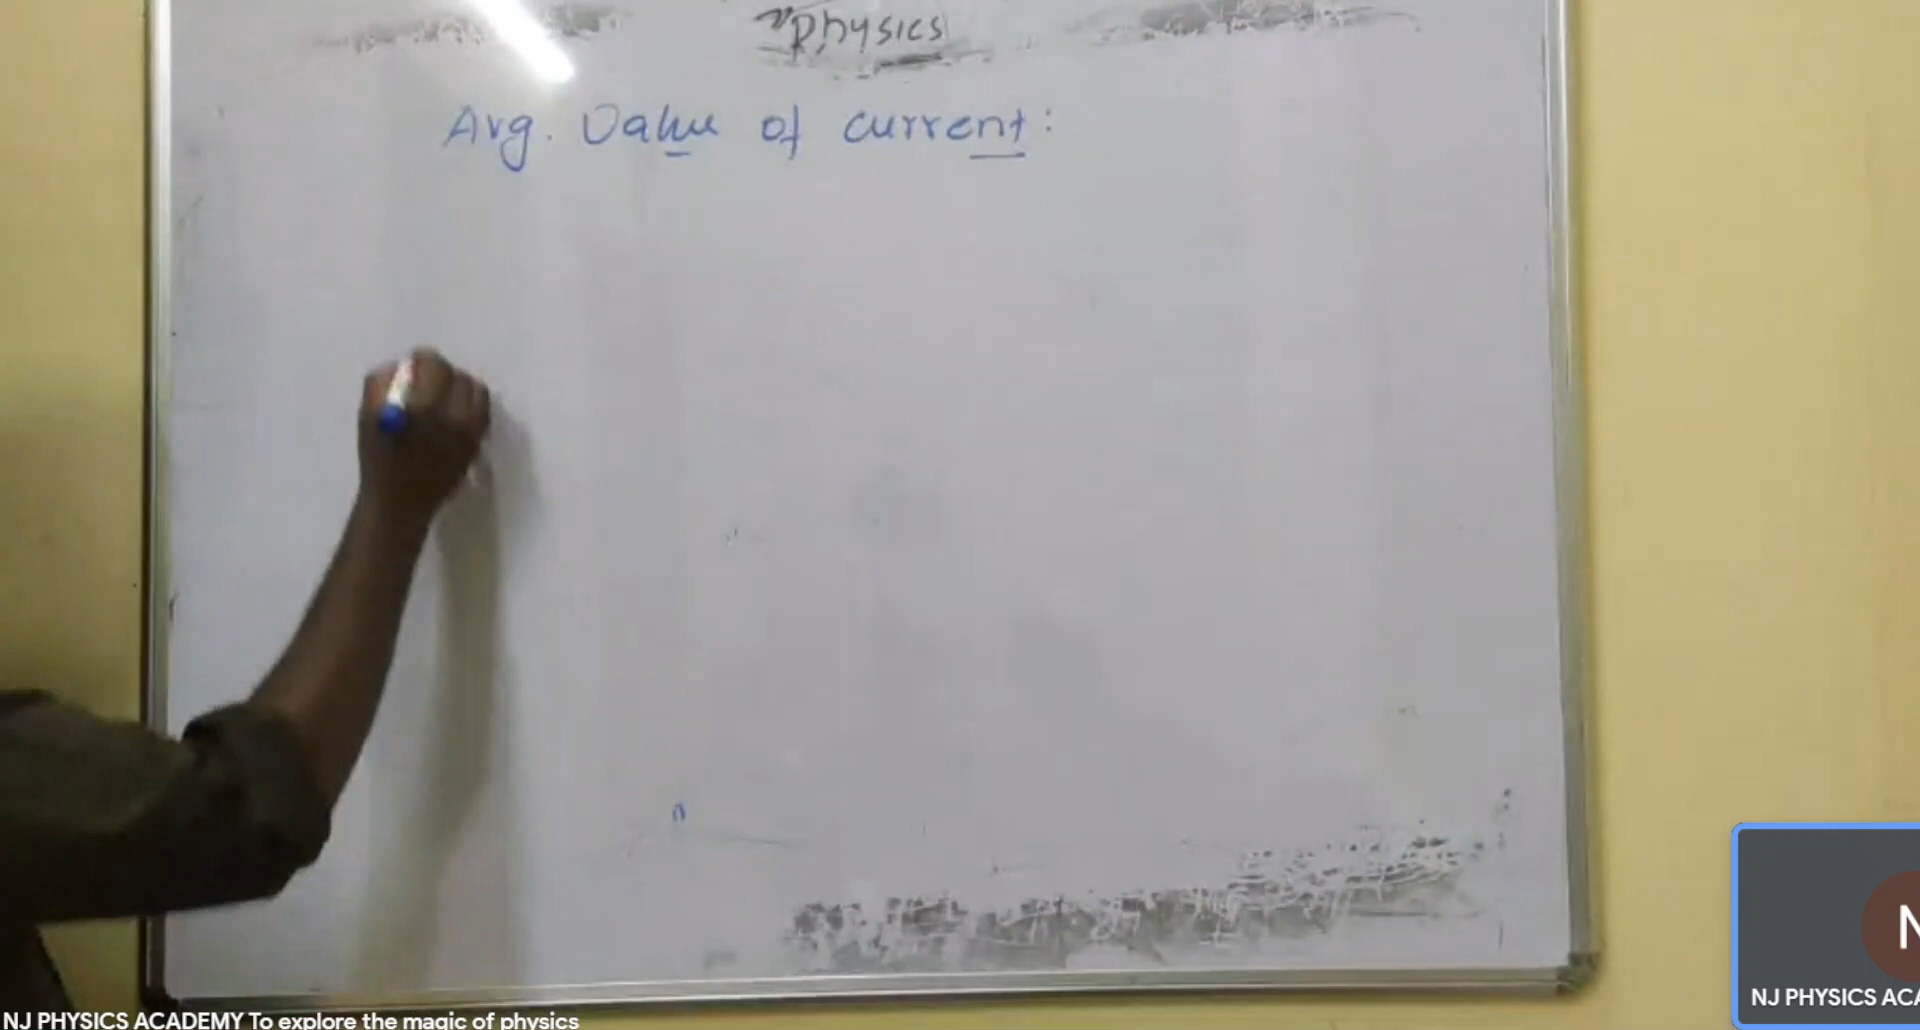 Physics
Avg. Value of current:
NJ PHYSICS ACADEMY To explore the magic of physics
N
NJ PHYSICS ACA